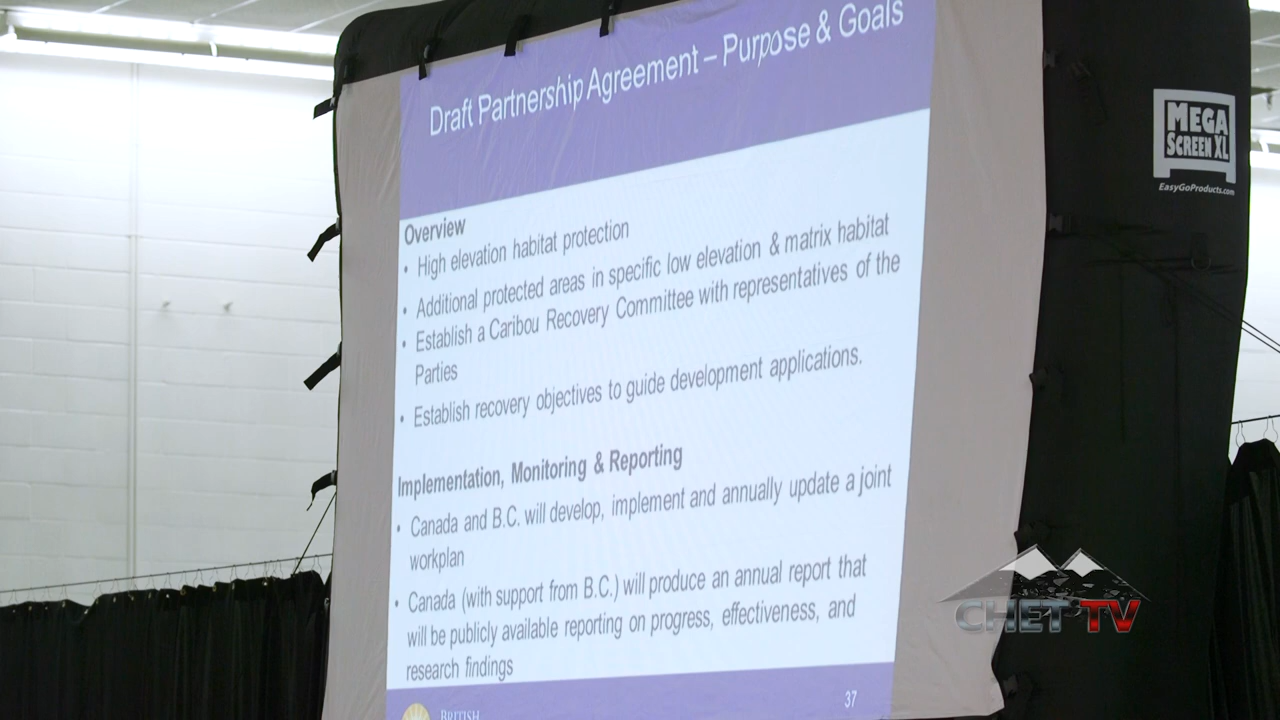 Draft Partnership Agreement – Purpose & Goals
Overview
• High elevation habitat protection
• Additional protected areas in specific low elevation & matrix habitat
• Establish a Caribou Recovery Committee with representatives of the
Parties
• Establish recovery objectives to guide development applications.
Implementation, Monitoring & Reporting
• Canada and B.C. will develop, implement and annually update a joint
workplan
• Canada (with support from B.C.) will produce an annual report that
will be publicly available reporting on progress, effectiveness, and
research findings
BRITISH
37
MEGA
SCREEN XL
EasyGoProducts.com
CHET TV